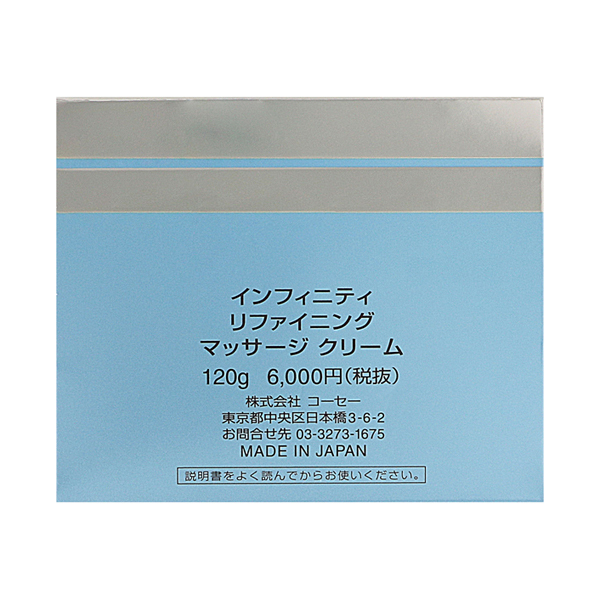 インフィニティ
リファイニング
マッサージ クリーム
120g 6,000円(税抜)
株式会社 コーセー
東京都中央区日本橋3-6-2
お問合せ先 03-3273-1675
MADE IN JAPAN
説明書をよく読んでからお使いください。